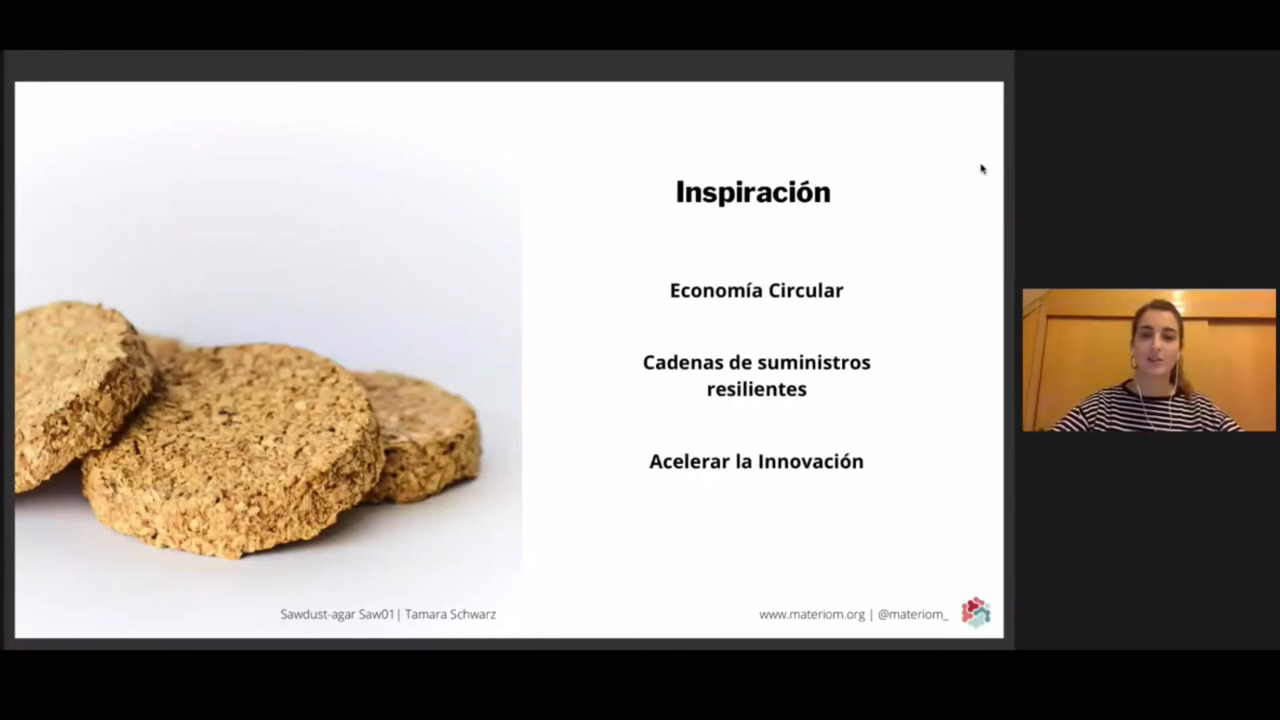 Inspiración
Economía Circular
Cadenas de suministros
resilientes
Acelerar la Innovación
Sawdust-agar Saw01| Tamara Schwarz
www.materiom.org | @materiom_